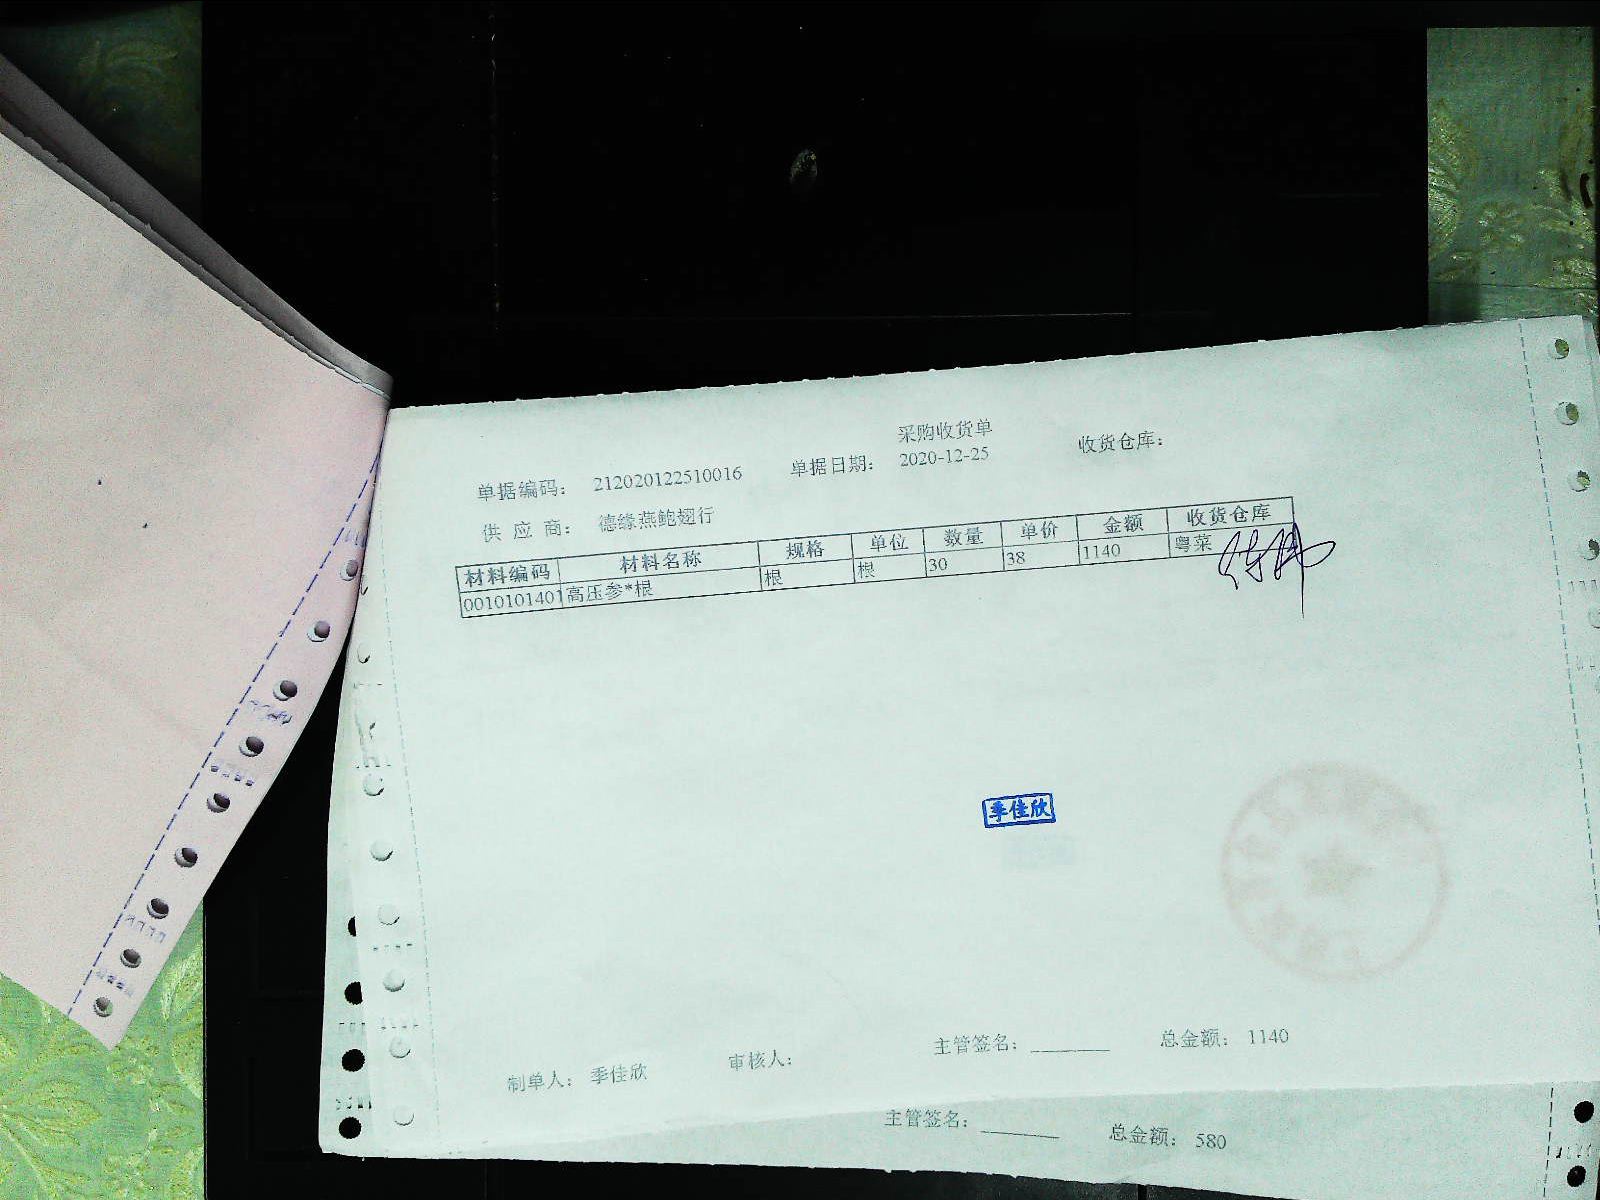 采购收货单
单据编码： 212020122510016 单据日期： 2020-12-25 收货仓库：
供 应 商： 德缘燕鲍翅行
材料编码 材料名称 规格 单位 数量 单价 金额 收货仓库
0010101401 高压参*根 根 根 30 38 1140 粤菜
季佳欣
制单人： 季佳欣 审核人： 主管签名： 总金额： 1140
主管签名： 总金额： 580